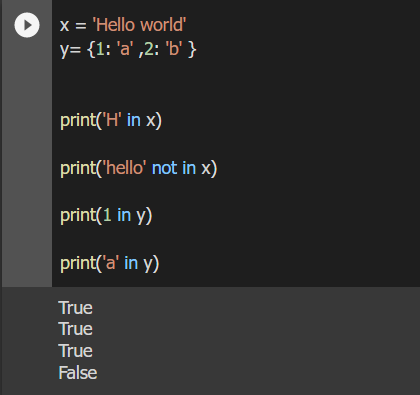 x = 'Hello world'
y= {1: 'a' ,2: 'b' }
print('H' in x)
print('hello' not in x)
print(1 in y)
print('a' in y)
True
True
True
False